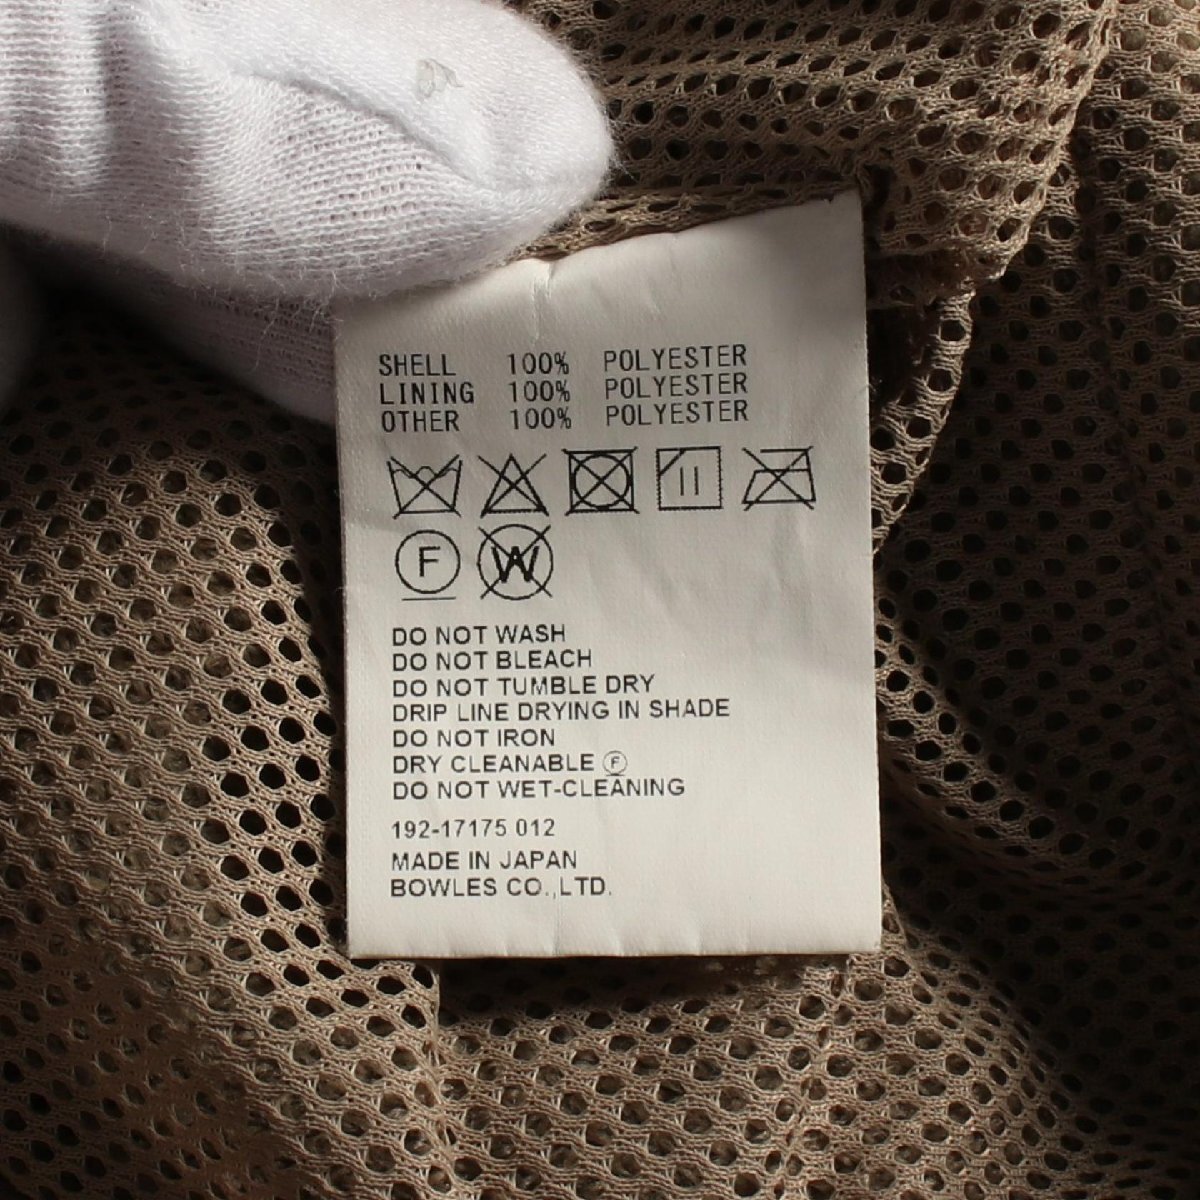 SHELL 100% POLYESTER
LINING 100% POLYESTER
OTHER 100% POLYESTER
F W
DO NOT WASH
DO NOT BLEACH
DO NOT TUMBLE DRY
DRIP LINE DRYING IN SHADE
DO NOT IRON
DRY CLEANABLE Ⓕ
DO NOT WET-CLEANING
192-17175 012
MADE IN JAPAN
BOWLES CO.,LTD.